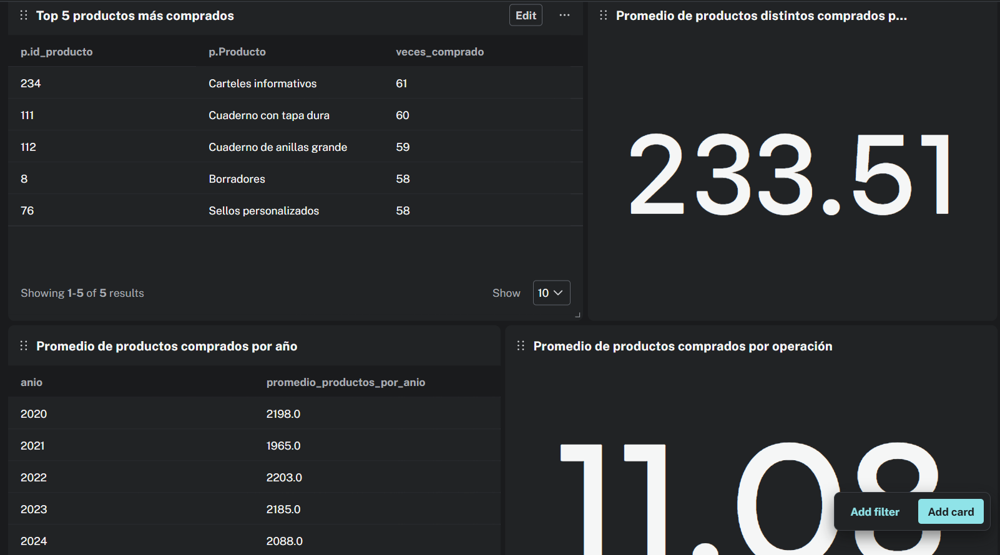 Top 5 productos más comprados
Edit
Promedio de productos distintos comprados p...
p.id_producto p.Producto veces_comprado
234 Carteles informativos 61
111 Cuaderno con tapa dura 60
112 Cuaderno de anillas grande 59
8 Borradores 58
76 Sellos personalizados 58
233.51
Showing 1-5 of 5 results
Show 10
Promedio de productos comprados por año
Promedio de productos comprados por operación
anio promedio_productos_por_anio
2020 2198.0
2021 1965.0
2022 2203.0
2023 2185.0
2024 2088.0
11.08
Add filter
Add card